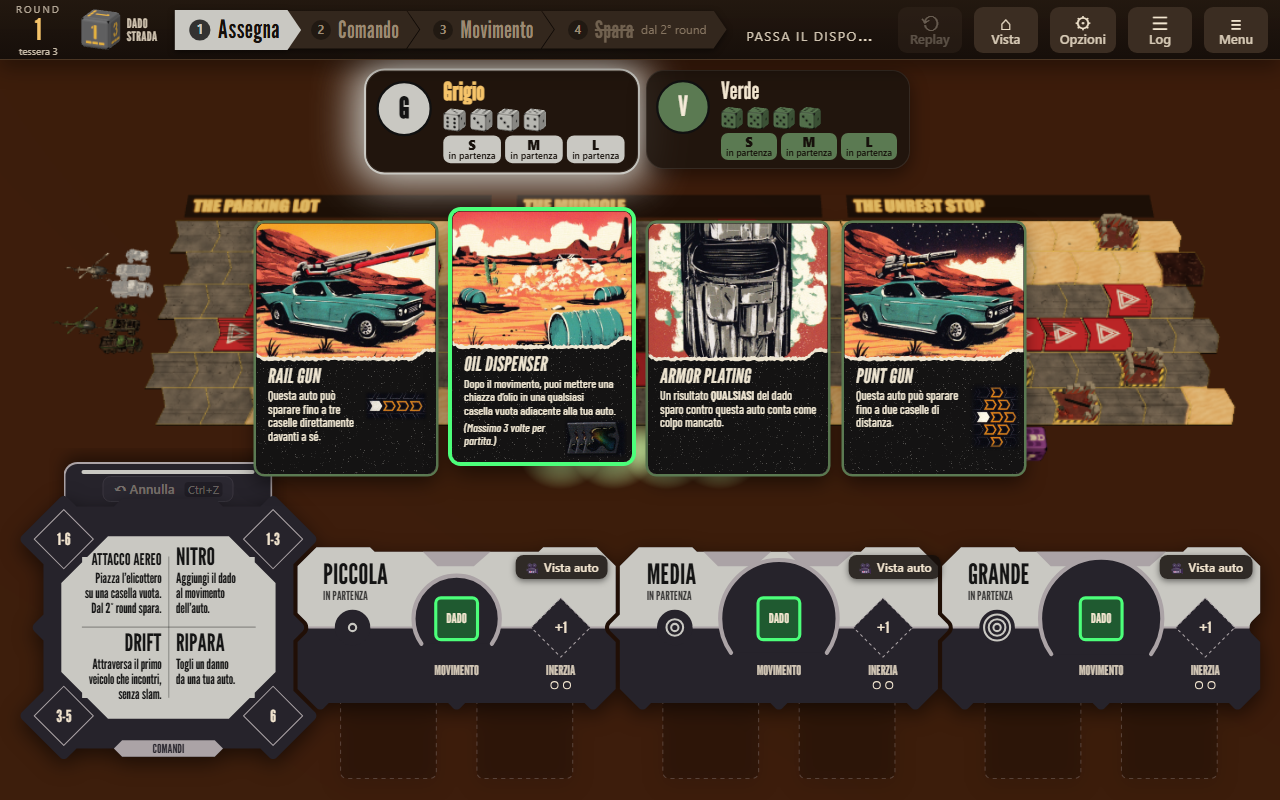 ROUND
1
tessera 3
DADO
STRADA
1 Assegna
2 Comando
3 Movimento
4 Spara dal 2° round
PASSA IL DISPO...
Replay
Vista
Opzioni
Log
Menu
G
Grigio
S
in partenza
M
in partenza
L
in partenza
V
Verde
S
in partenza
M
in partenza
L
in partenza
THE PARKING LOT
THE MUDHOLE
THE UNREST STOP
RAIL GUN
Questa auto può
sparare fino a tre
caselle direttamente
davanti a sé.
OIL DISPENSER
Dopo il movimento, puoi mettere una
chiazza d'olio in una qualsiasi
casella vuota adiacente alla tua auto.
(Massimo 3 volte per
partita.)
ARMOR PLATING
Un risultato QUALSIASI del dado
sparo contro questa auto conta come
colpo mancato.
PUNT GUN
Questa auto può sparare
fino a due caselle di
distanza.
Annulla Ctrl+Z
1-6
1-3
ATTACCO AEREO
Piazza l'elicottero
su una casella vuota.
Dal 2° round spara.
NITRO
Aggiungi il dado
al movimento
dell'auto.
DRIFT
Attraversa il primo
veicolo che incontri,
senza slam.
RIPARA
Togli un danno
da una tua auto.
3-5
6
COMANDI
PICCOLA
IN PARTENZA
Vista auto
DADO
+1
MOVIMENTO
INERZIA
MEDIA
IN PARTENZA
Vista auto
DADO
+1
MOVIMENTO
INERZIA
GRANDE
IN PARTENZA
Vista auto
DADO
+1
MOVIMENTO
INERZIA